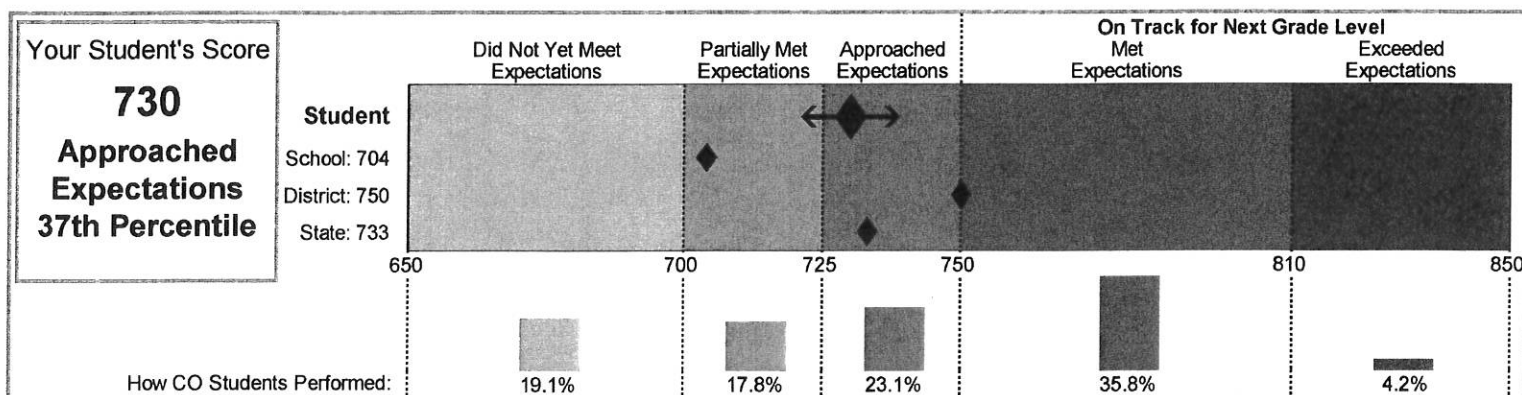 Your Student's Score
730
Approached
Expectations
37th Percentile
On Track for Next Grade Level
Did Not Yet Meet
Expectations
Partially Met
Expectations
Approached
Expectations
Met
Expectations
Exceeded
Expectations
Student
School: 704
District: 750
State: 733
650 700 725 750 810 850
How CO Students Performed: 19.1% 17.8% 23.1% 35.8% 4.2%